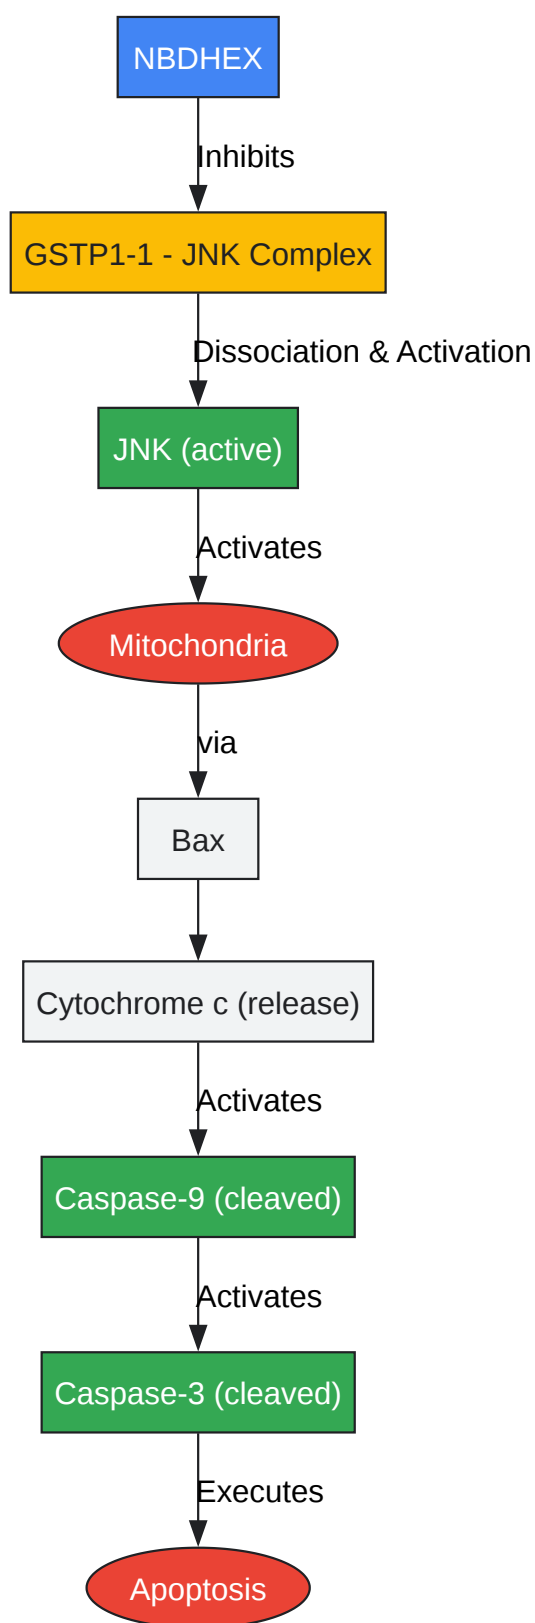 NBDHEX
Inhibits
GSTP1-1 - JNK Complex
Dissociation & Activation
JNK (active)
Activates
Mitochondria
via
Bax
Cytochrome c (release)
Activates
Caspase-9 (cleaved)
Activates
Caspase-3 (cleaved)
Executes
Apoptosis